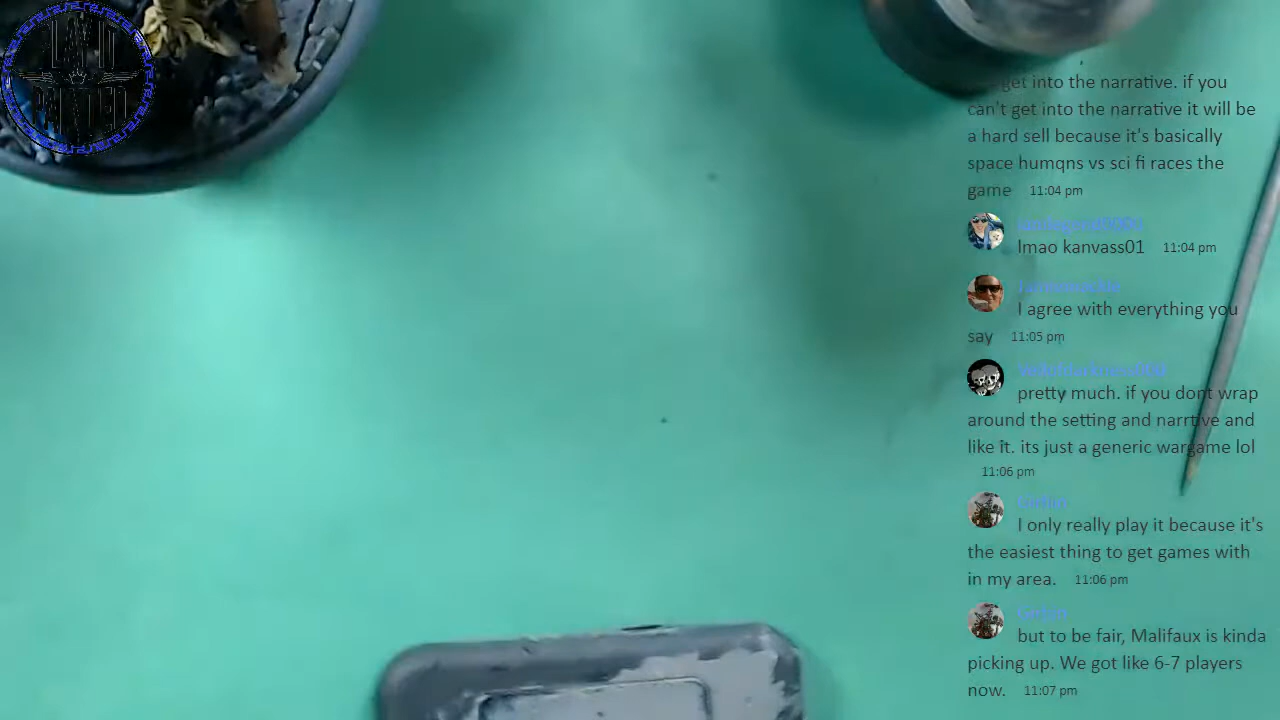 LAY IT
PAINTED
get into the narrative. if you
can't get into the narrative it will be
a hard sell because it's basically
space humqns vs sci fi races the
game 11:04 pm
lmao kanvass01 11:04 pm
I agree with everything you
say 11:05 pm
pretty much. if you dont wrap
around the setting and narrtive and
like it. its just a generic wargame lol
11:06 pm
I only really play it because it's
the easiest thing to get games with
in my area. 11:06 pm
but to be fair, Malifaux is kinda
picking up. We got like 6-7 players
now. 11:07 pm